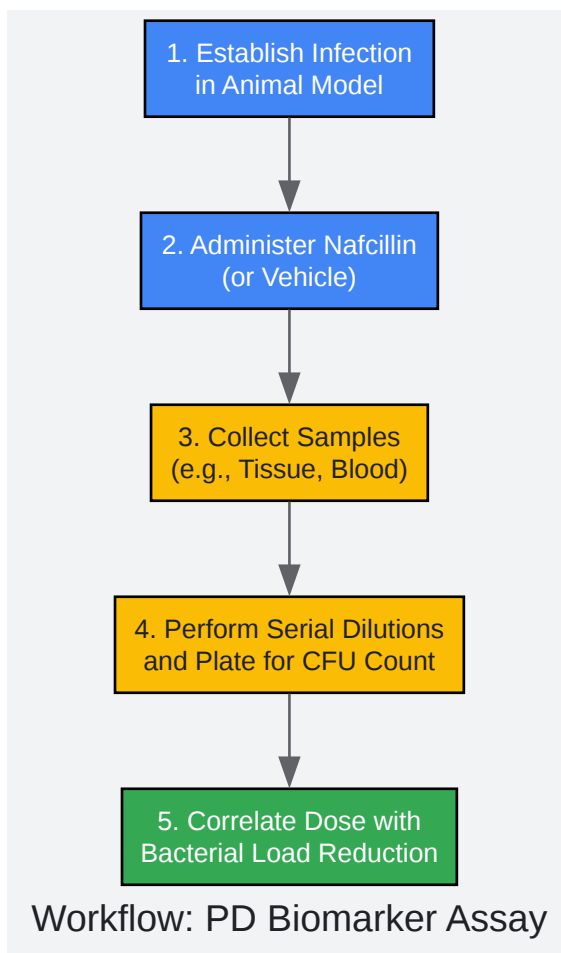 1. Establish Infection
in Animal Model
2. Administer Nafcillin
(or Vehicle)
3. Collect Samples
(e.g., Tissue, Blood)
4. Perform Serial Dilutions
and Plate for CFU Count
5. Correlate Dose with
Bacterial Load Reduction
Workflow: PD Biomarker Assay